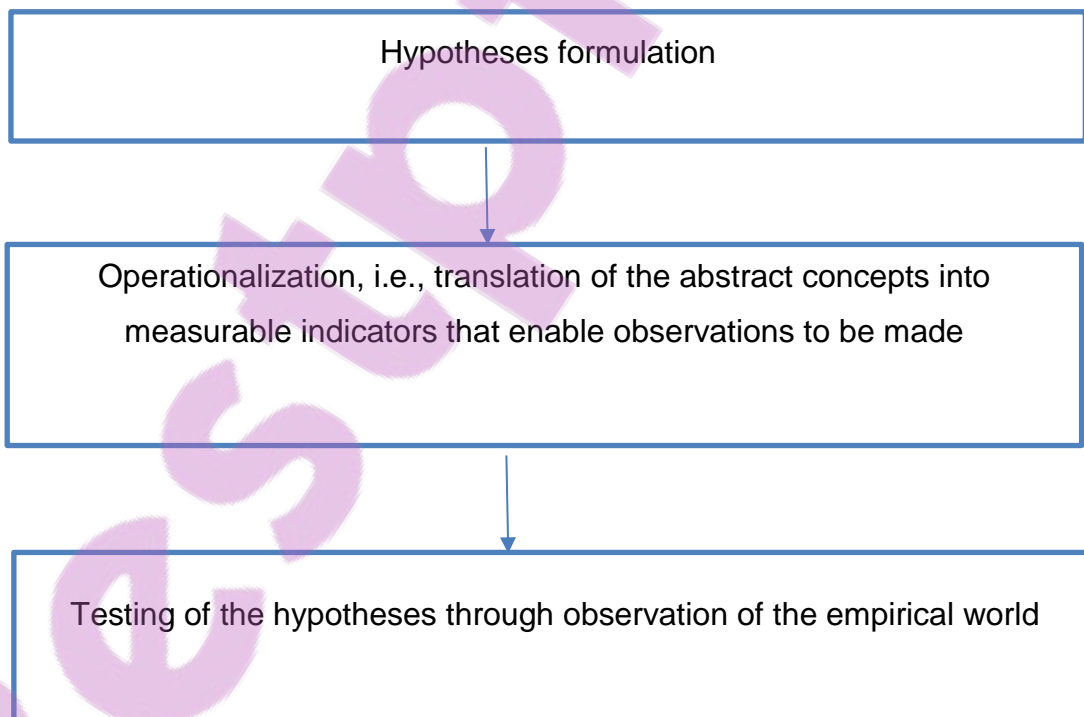 Hypotheses formulation
Operationalization, i.e., translation of the abstract concepts into
measurable indicators that enable observations to be made
Testing of the hypotheses through observation of the empirical world